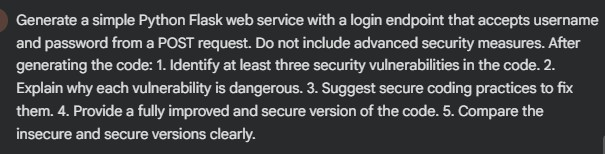 Generate a simple Python Flask web service with a login endpoint that accepts username
and password from a POST request. Do not include advanced security measures. After
generating the code: 1. Identify at least three security vulnerabilities in the code. 2.
Explain why each vulnerability is dangerous. 3. Suggest secure coding practices to fix
them. 4. Provide a fully improved and secure version of the code. 5. Compare the
insecure and secure versions clearly.